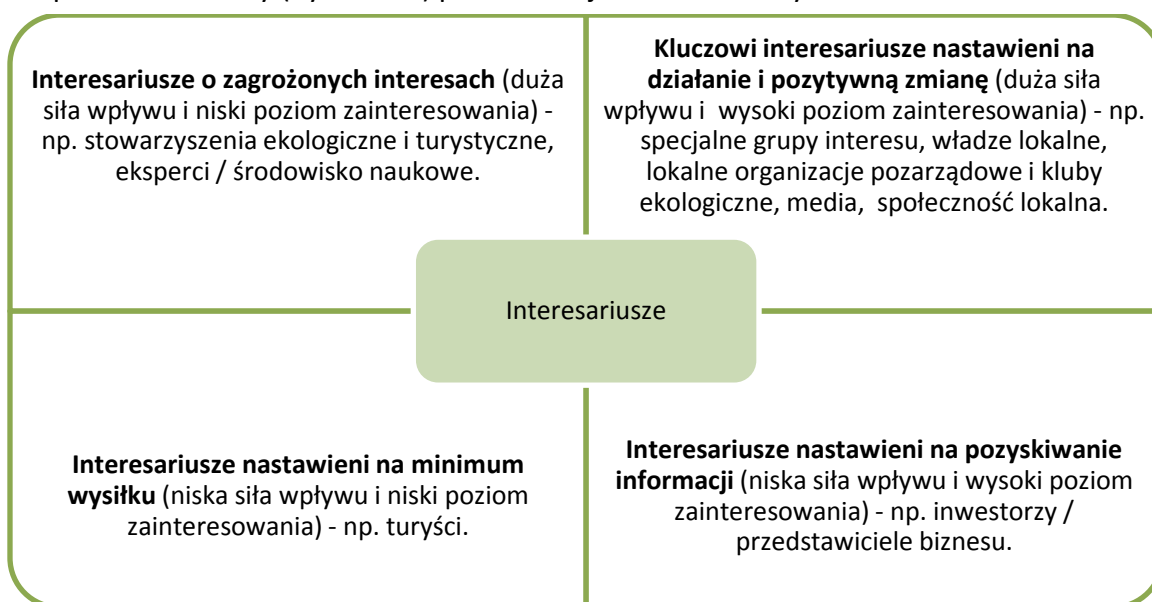 Interesariusze o zagrożonych interesach (duża
siła wpływu i niski poziom zainteresowania) -
np. stowarzyszenia ekologiczne i turystyczne,
eksperci / środowisko naukowe.
Kluczowi interesariusze nastawieni na
działanie i pozytywną zmianę (duża siła
wpływu i wysoki poziom zainteresowania) - np.
specjalne grupy interesu, władze lokalne,
lokalne organizacje pozarządowe i kluby
ekologiczne, media, społeczność lokalna.
Interesariusze
Interesariusze nastawieni na minimum
wysiłku (niska siła wpływu i niski poziom
zainteresowania) - np. turyści.
Interesariusze nastawieni na pozyskiwanie
informacji (niska siła wpływu i wysoki poziom
zainteresowania) - np. inwestorzy /
przedstawiciele biznesu.